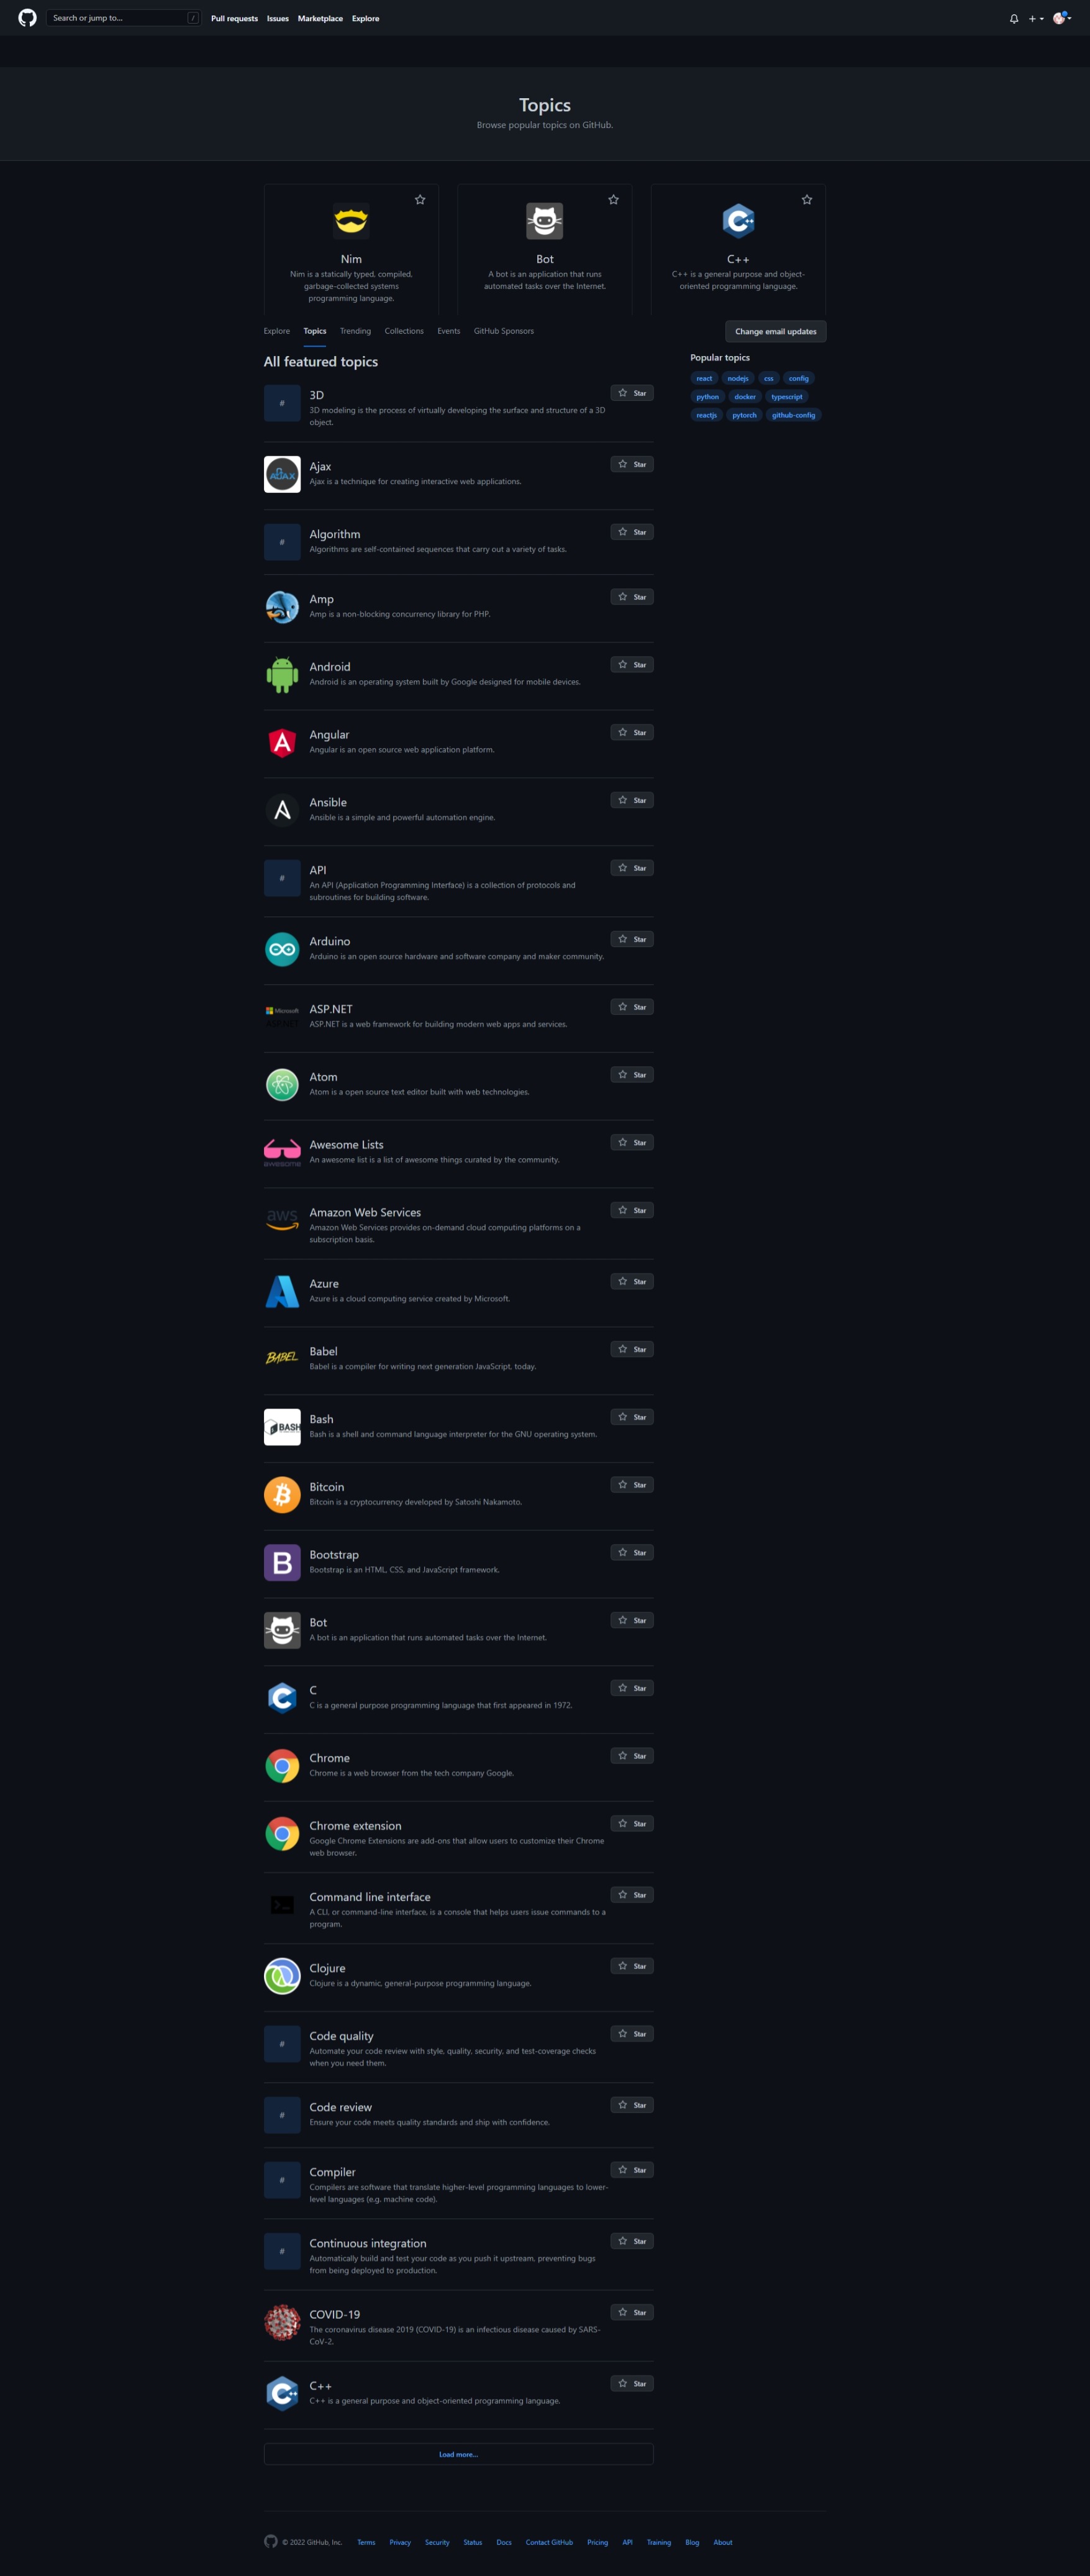 Search or jump to...
/
Pull requests
Issues
Marketplace
Explore
Topics
Browse popular topics on GitHub.
Nim
Nim is a statically typed, compiled,
garbage-collected systems
programming language.
Bot
A bot is an application that runs
automated tasks over the Internet.
C++
C++ is a general purpose and object-
oriented programming language.
Explore
Topics
Trending
Collections
Events
GitHub Sponsors
Change email updates
All featured topics
Popular topics
react
nodejs
css
config
python
docker
typescript
reactjs
pytorch
github-config
#
3D
3D modeling is the process of virtually developing the surface and structure of a 3D
object.
Star
AJAX
Ajax
Ajax is a technique for creating interactive web applications.
Star
#
Algorithm
Algorithms are self-contained sequences that carry out a variety of tasks.
Star
Amp
Amp is a non-blocking concurrency library for PHP.
Star
Android
Android is an operating system built by Google designed for mobile devices.
Star
A
Angular
Angular is an open source web application platform.
Star
A
Ansible
Ansible is a simple and powerful automation engine.
Star
#
API
An API (Application Programming Interface) is a collection of protocols and
subroutines for building software.
Star
Arduino
Arduino is an open source hardware and software company and maker community.
Star
Microsoft
ASP.NET
ASP.NET
ASP.NET is a web framework for building modern web apps and services.
Star
Atom
Atom is a open source text editor built with web technologies.
Star
awesome
Awesome Lists
An awesome list is a list of awesome things curated by the community.
Star
aws
Amazon Web Services
Amazon Web Services provides on-demand cloud computing platforms on a
subscription basis.
Star
Azure
Azure is a cloud computing service created by Microsoft.
Star
BABEL
Babel
Babel is a compiler for writing next generation JavaScript, today.
Star
BASH
Bash
Bash is a shell and command language interpreter for the GNU operating system.
Star
Bitcoin
Bitcoin is a cryptocurrency developed by Satoshi Nakamoto.
Star
B
Bootstrap
Bootstrap is an HTML, CSS, and JavaScript framework.
Star
Bot
A bot is an application that runs automated tasks over the Internet.
Star
C
C
C is a general purpose programming language that first appeared in 1972.
Star
Chrome
Chrome is a web browser from the tech company Google.
Star
Chrome extension
Google Chrome Extensions are add-ons that allow users to customize their Chrome
web browser.
Star
>_
Command line interface
A CLI, or command-line interface, is a console that helps users issue commands to a
program.
Star
Clojure
Clojure is a dynamic, general-purpose programming language.
Star
#
Code quality
Automate your code review with style, quality, security, and test-coverage checks
when you need them.
Star
#
Code review
Ensure your code meets quality standards and ship with confidence.
Star
#
Compiler
Compilers are software that translate higher-level programming languages to lower-
level languages (e.g. machine code).
Star
#
Continuous integration
Automatically build and test your code as you push it upstream, preventing bugs
from being deployed to production.
Star
COVID-19
The coronavirus disease 2019 (COVID-19) is an infectious disease caused by SARS-
CoV-2.
Star
C++
C++
C++ is a general purpose and object-oriented programming language.
Star
Load more...
© 2022 GitHub, Inc.
Terms
Privacy
Security
Status
Docs
Contact GitHub
Pricing
API
Training
Blog
About